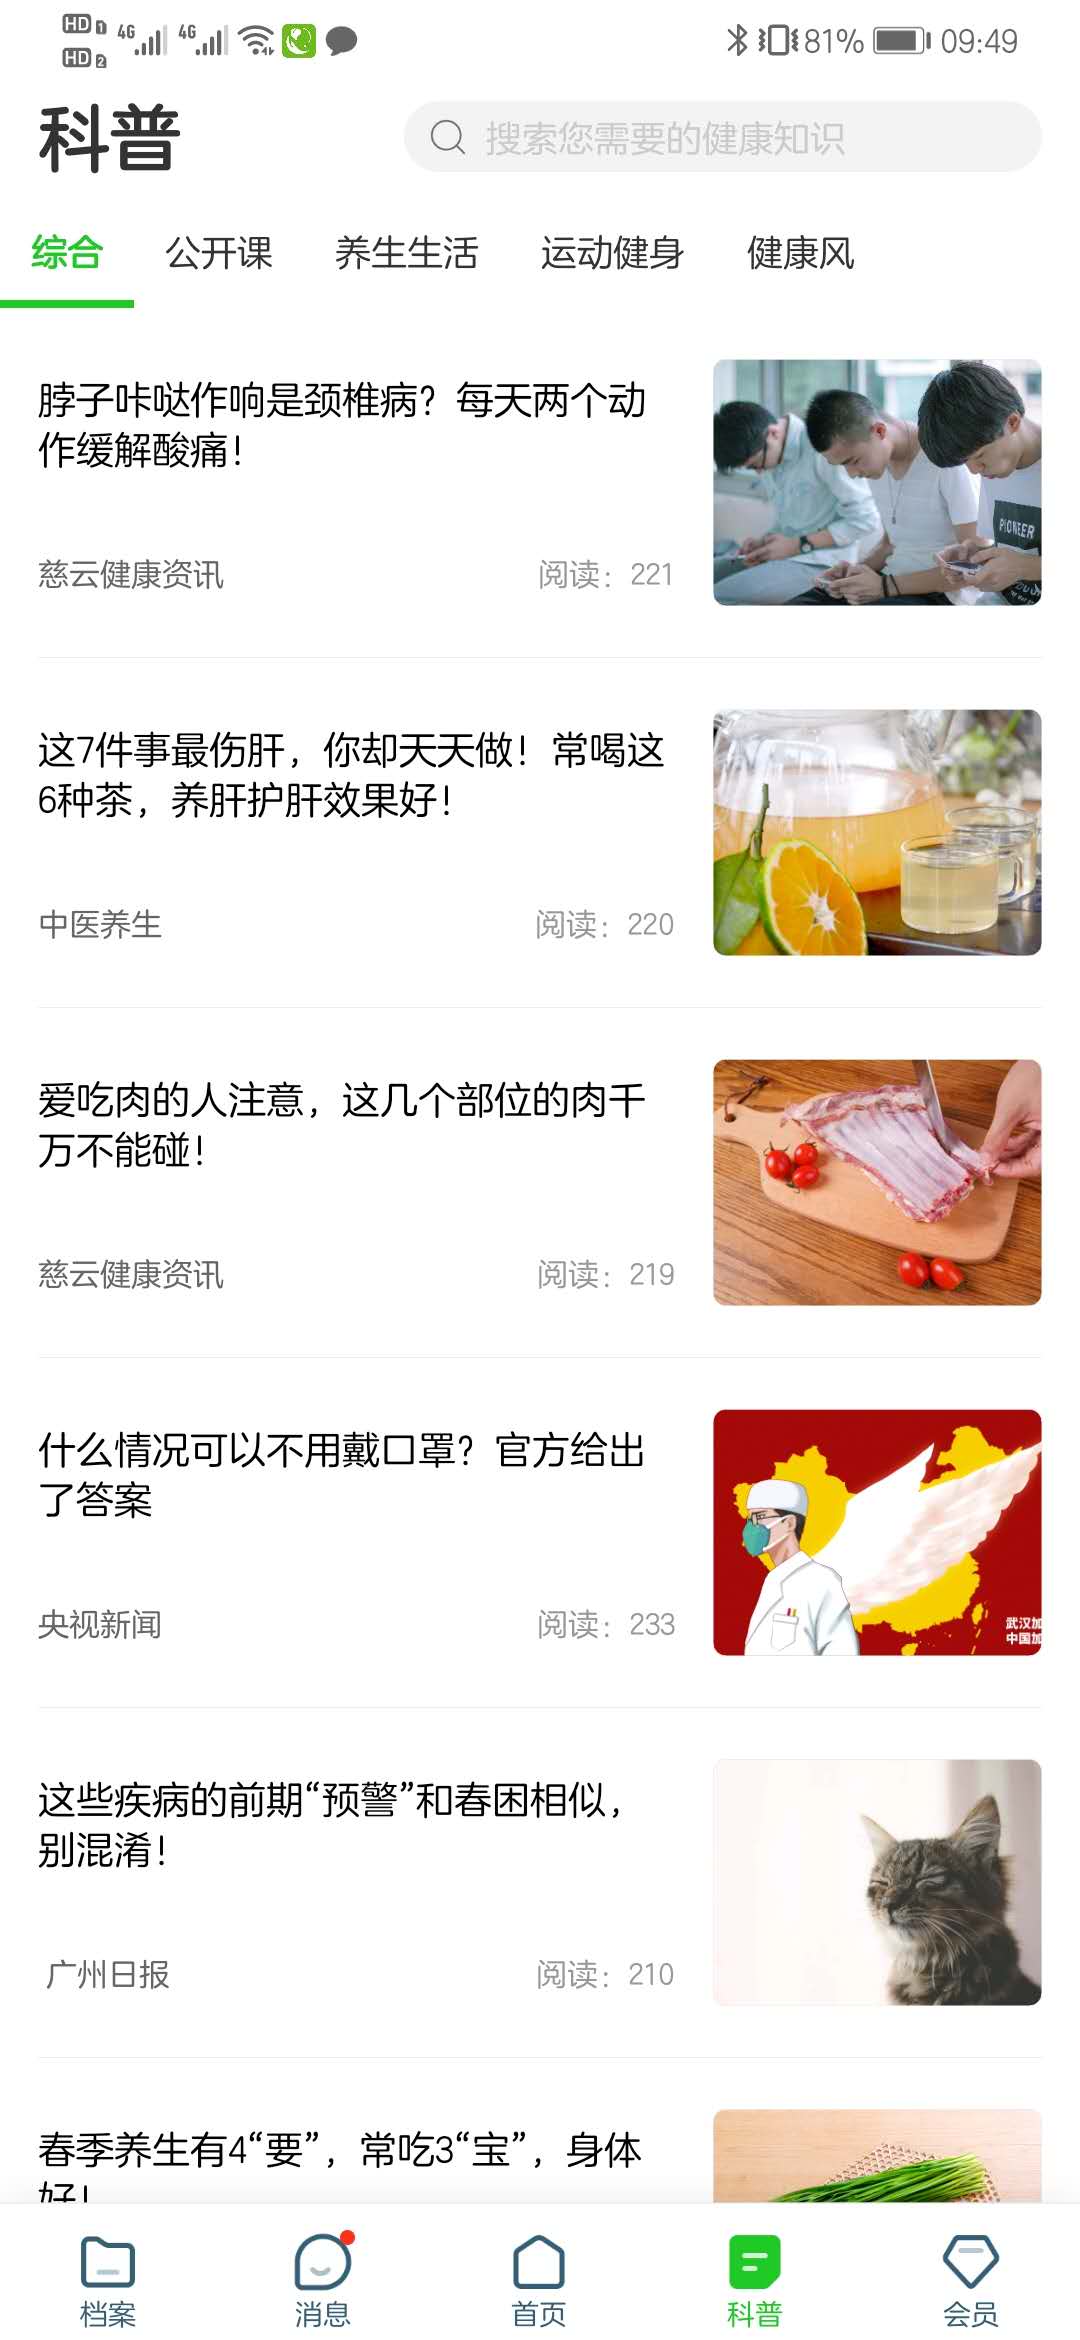 HD 1
HD 2
4G
4G
81%
09:49
科普
搜索您需要的健康知识
综合
公开课
养生生活
运动健身
健康风
脖子咔哒作响是颈椎病？每天两个动
作缓解酸痛！
慈云健康资讯
阅读：221
PIONEER
这7件事最伤肝，你却天天做！常喝这
6种茶，养肝护肝效果好！
中医养生
阅读：220
爱吃肉的人注意，这几个部位的肉千
万不能碰！
慈云健康资讯
阅读：219
什么情况可以不用戴口罩？官方给出
了答案
央视新闻
阅读：233
武汉加
中国加
这些疾病的前期“预警”和春困相似，
别混淆！
广州日报
阅读：210
春季养生有4“要”，常吃3“宝”，身体
好！
档案
消息
首页
科普
会员